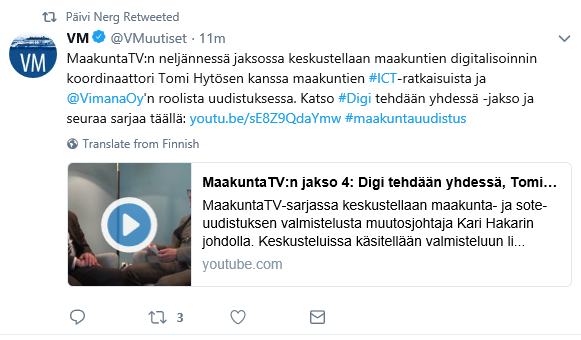 Päivi Nerg Retweeted
VM @VMuutiset · 11m
MaakuntaTV:n neljännessä jaksossa keskustellaan maakuntien digitalisoinnin
koordinaattori Tomi Hytösen kanssa maakuntien #ICT-ratkaisuista ja
@VimanaOy'n roolista uudistuksessa. Katso #Digi tehdään yhdessä -jakso ja
seuraa sarjaa täällä: youtu.be/sE8Z9QdaYmw #maakuntauudistus
Translate from Finnish
MaakuntaTV:n jakso 4: Digi tehdään yhdessä, Tomi…
MaakuntaTV-sarjassa keskustellaan maakunta- ja sote-
uudistuksen valmistelusta muutosjohtaja Kari Hakarin
johdolla. Keskusteluissa käsitellään valmisteluun li...
youtube.com
3
VM